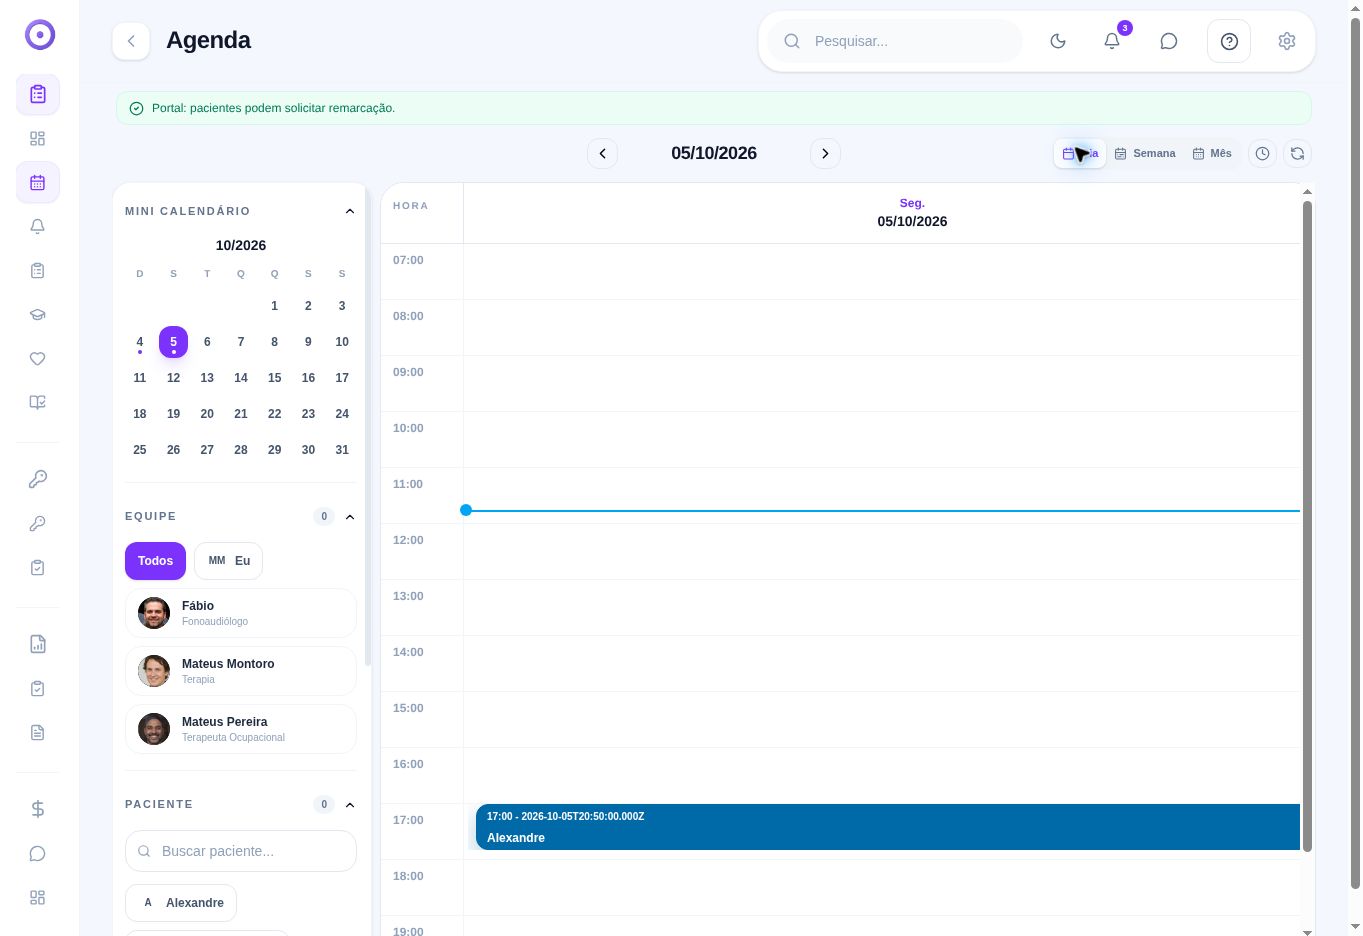 Agenda
Pesquisar...
3
Portal: pacientes podem solicitar remarcação.
05/10/2026
Semana
Mês
MINI CALENDÁRIO
10/2026
D S T Q Q S S
1 2 3
4 5 6 7 8 9 10
11 12 13 14 15 16 17
18 19 20 21 22 23 24
25 26 27 28 29 30 31
EQUIPE 0
Todos
MM Eu
Fábio
Fonoaudiólogo
Mateus Montoro
Terapia
Mateus Pereira
Terapeuta Ocupacional
PACIENTE 0
Buscar paciente...
A Alexandre
HORA
Seg.
05/10/2026
07:00
08:00
09:00
10:00
11:00
12:00
13:00
14:00
15:00
16:00
17:00
17:00 - 2026-10-05T20:50:00.000Z
Alexandre
18:00
19:00